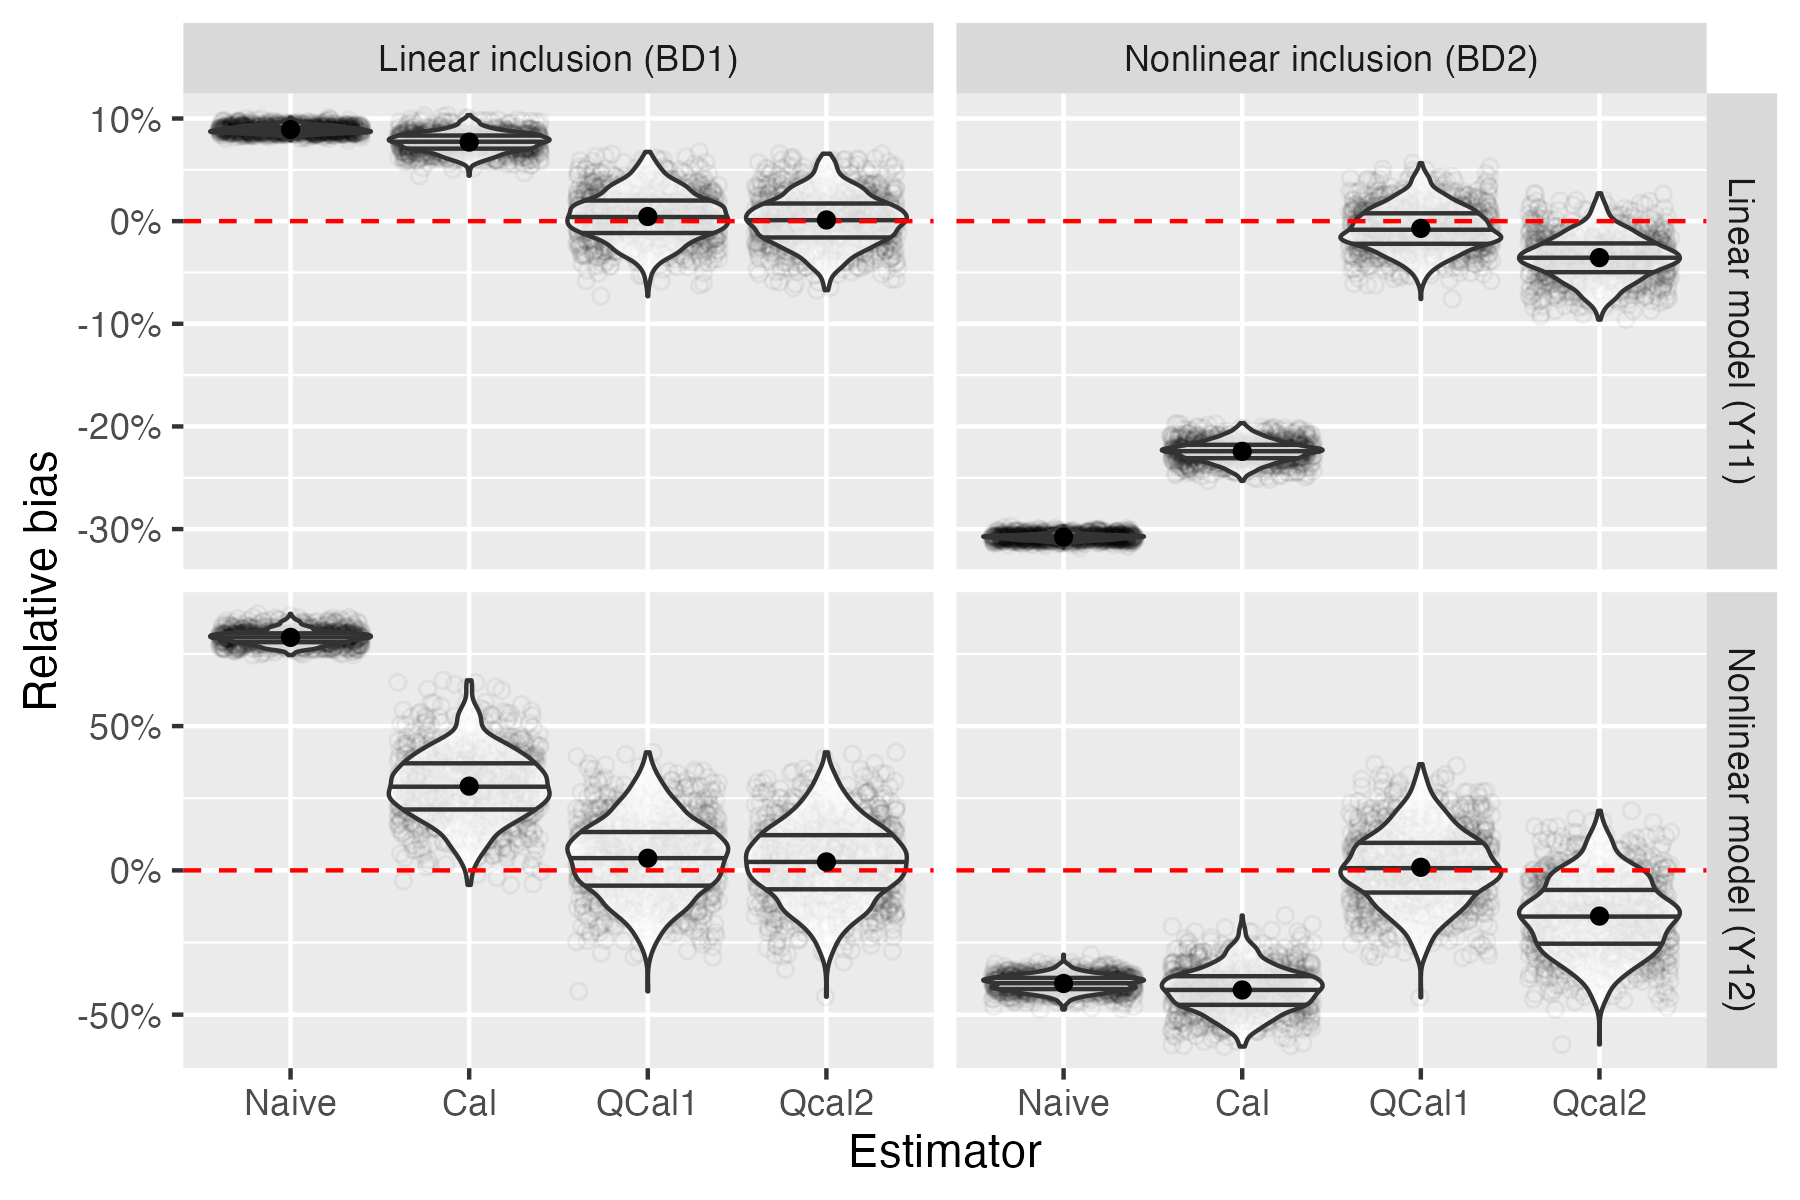 Linear inclusion (BD1)
Nonlinear inclusion (BD2)
10%
0%
-10%
-20%
-30%
Linear model (Y11)
50%
0%
-50%
Nonlinear model (Y12)
Relative bias
Naive
Cal
QCal1
Qcal2
Naive
Cal
QCal1
Qcal2
Estimator